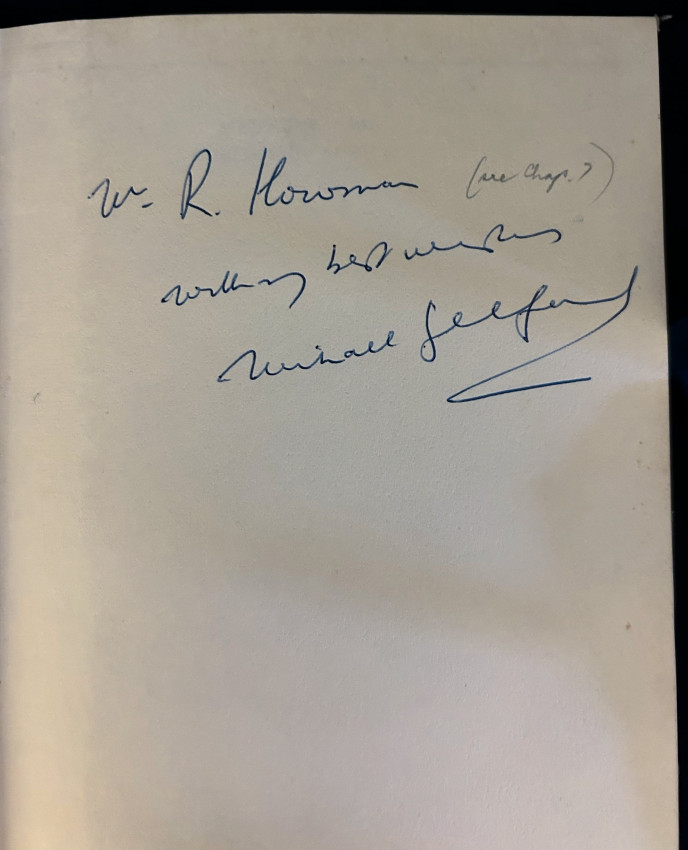 R. Howman (see Chap. 7)
with my best wishes
Michael Gelfand